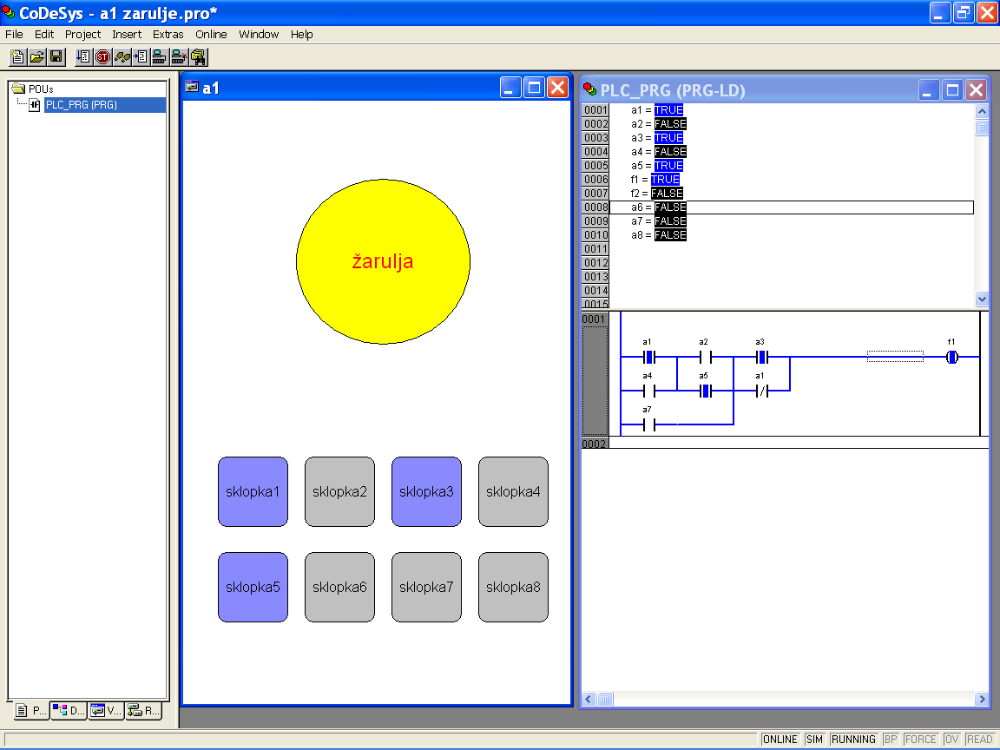 CoDeSys - a1 zarulje.pro*
File Edit Project Insert Extras Online Window Help
POUs
PLC_PRG (PRG)
P... D... V... R...
a1
žarulja
sklopka1 sklopka2 sklopka3 sklopka4
sklopka5 sklopka6 sklopka7 sklopka8
PLC_PRG (PRG-LD)
0001 a1 = TRUE
0002 a2 = FALSE
0003 a3 = TRUE
0004 a4 = FALSE
0005 a5 = TRUE
0006 f1 = TRUE
0007 f2 = FALSE
0008 a6 = FALSE
0009 a7 = FALSE
0010 a8 = FALSE
0011
0012
0013
0014
0015
0001
a1 a2 a3 f1
a4 a5 a1
/
a7
0002
ONLINE SIM RUNNING BP FORCE OV READ